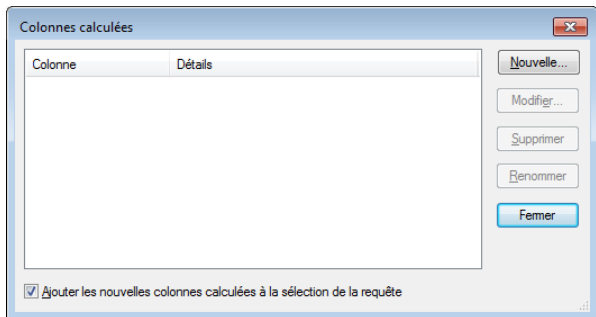 Colonnes calculées
Colonne Détails
Nouvelle...
Modifier...
Supprimer
Renommer
Fermer
Ajouter les nouvelles colonnes calculées à la sélection de la requête